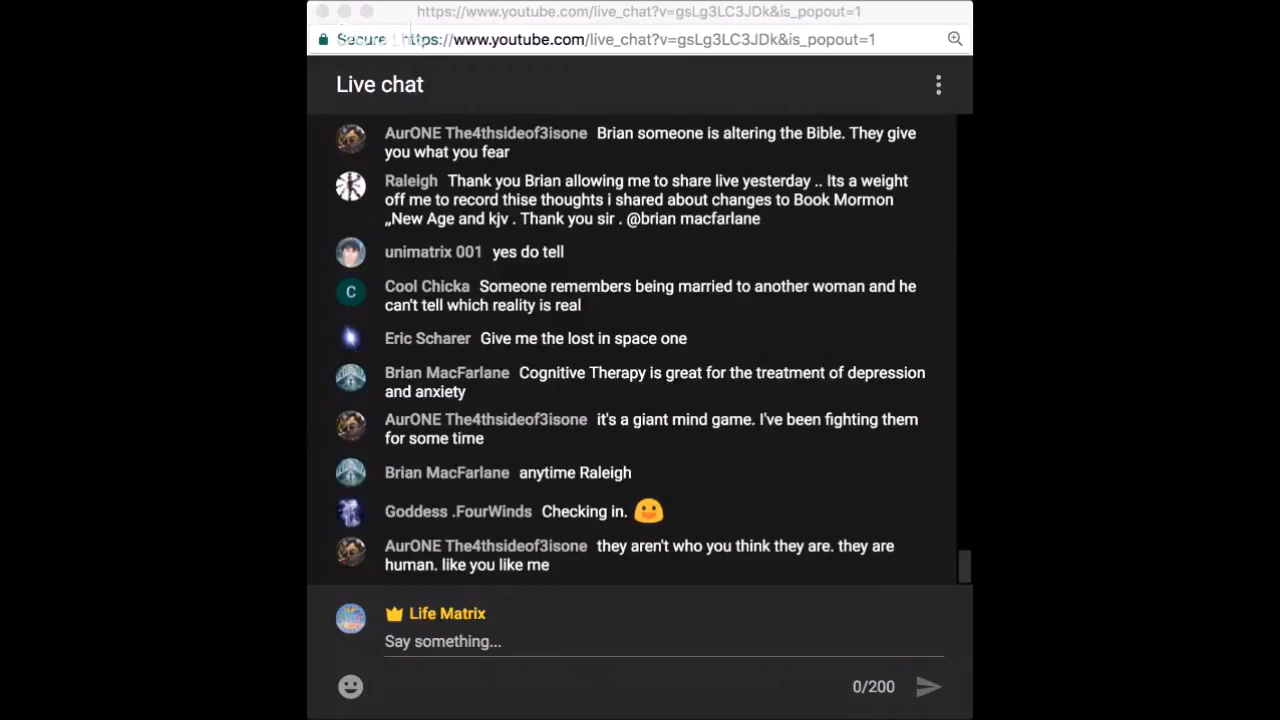 https://www.youtube.com/live_chat?v=gsLg3LC3JDk&is_popout=1
Secure https://www.youtube.com/live_chat?v=gsLg3LC3JDk&is_popout=1
Live chat
AurONE The4thsideof3isone Brian someone is altering the Bible. They give
you what you fear
Raleigh Thank you Brian allowing me to share live yesterday .. Its a weight
off me to record thise thoughts i shared about changes to Book Mormon
,,New Age and kjv . Thank you sir . @brian macfarlane
unimatrix 001 yes do tell
C
Cool Chicka Someone remembers being married to another woman and he
can't tell which reality is real
Eric Scharer Give me the lost in space one
Brian MacFarlane Cognitive Therapy is great for the treatment of depression
and anxiety
AurONE The4thsideof3isone it's a giant mind game. I've been fighting them
for some time
Brian MacFarlane anytime Raleigh
Goddess .FourWinds Checking in.
AurONE The4thsideof3isone they aren't who you think they are. they are
human. like you like me
Life Matrix
Say something...
0/200